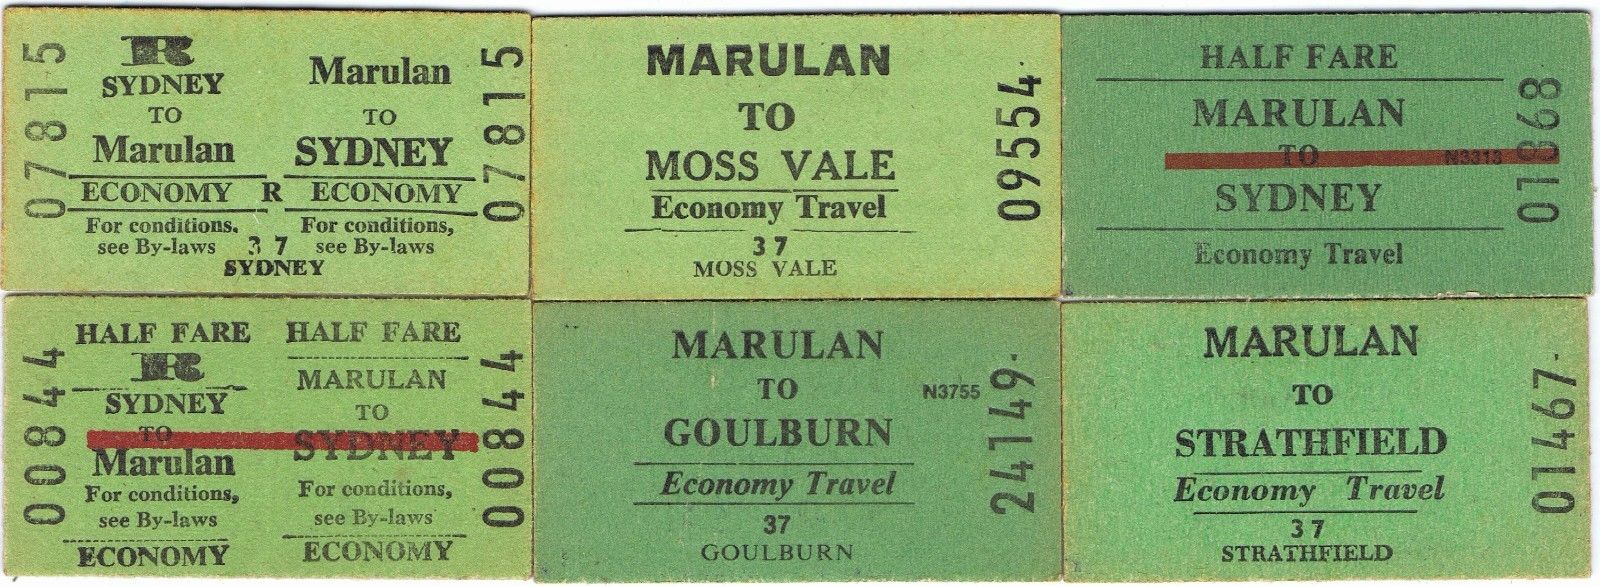 R
SYDNEY
TO
Marulan
ECONOMY R
For conditions.
see By-laws
Marulan
TO
SYDNEY
ECONOMY
For conditions,
see By-laws
37
SYDNEY
07815
07815
MARULAN
TO
MOSS VALE
Economy Travel
37
MOSS VALE
09554
HALF FARE
MARULAN
TO
N3313
SYDNEY
Economy Travel
01868
HALF FARE
R
SYDNEY
TO
Marulan
For conditions,
see By-laws
ECONOMY
HALF FARE
MARULAN
TO
SYDNEY
For conditions,
see By-laws
ECONOMY
00844
00844
MARULAN
TO
N3755
GOULBURN
Economy Travel
37
GOULBURN
24149
MARULAN
TO
STRATHFIELD
Economy Travel
37
STRATHFIELD
01467